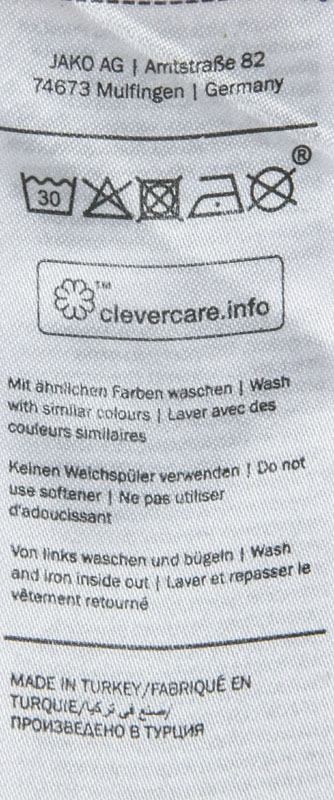 JAKO AG | Amtstraße 82
74673 Mulfingen | Germany
®
30
™
clevercare.info
Mit ähnlichen Farben waschen | Wash
with similar colours | Laver avec des
couleurs similaires
Keinen Weichspüler verwenden | Do not
use softener | Ne pas utiliser
d'adoucissant
Von links waschen und bügeln | Wash
and iron inside out | Laver et repasser le
vêtement retourné
MADE IN TURKEY/FABRIQUÉ EN
TURQUIE/صنع في تركيا/
ПРОИЗВЕДЕНО В ТУРЦИЯ